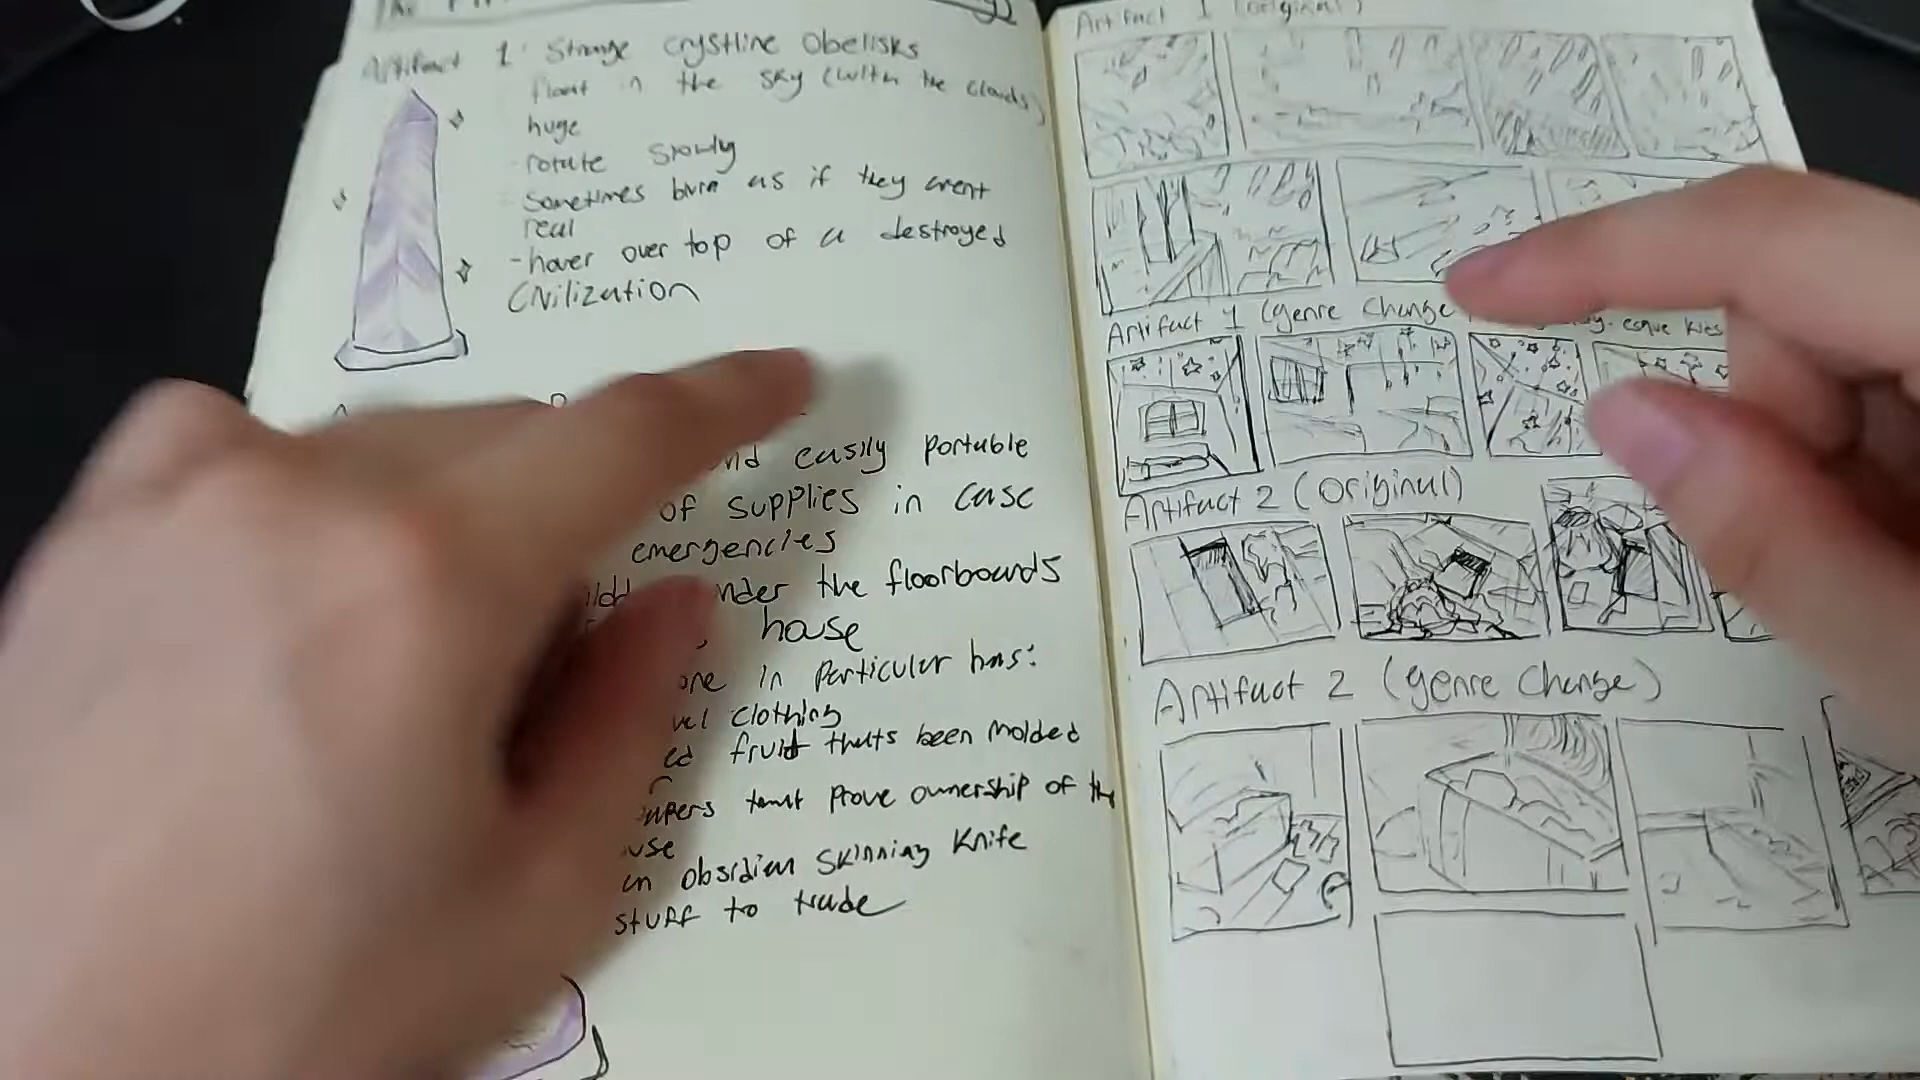 Artifact 1: Strange crystline Obelisks
float in the sky (with the clouds)
huge
- rotate slowly
- Sometimes blur as if they arent
real
- hover over top of a destroyed
Civilization
easily portable
of supplies in case
emergencies
under the floorboards
house
one in particular has:
clothing
fruit thats been molded
that prove ownership of the
an obsidian skinning knife
stuff to trade
Artifact 1 (original)
Artifact 1 (genre change
Artifact 2 (original)
Artifact 2 (genre change)